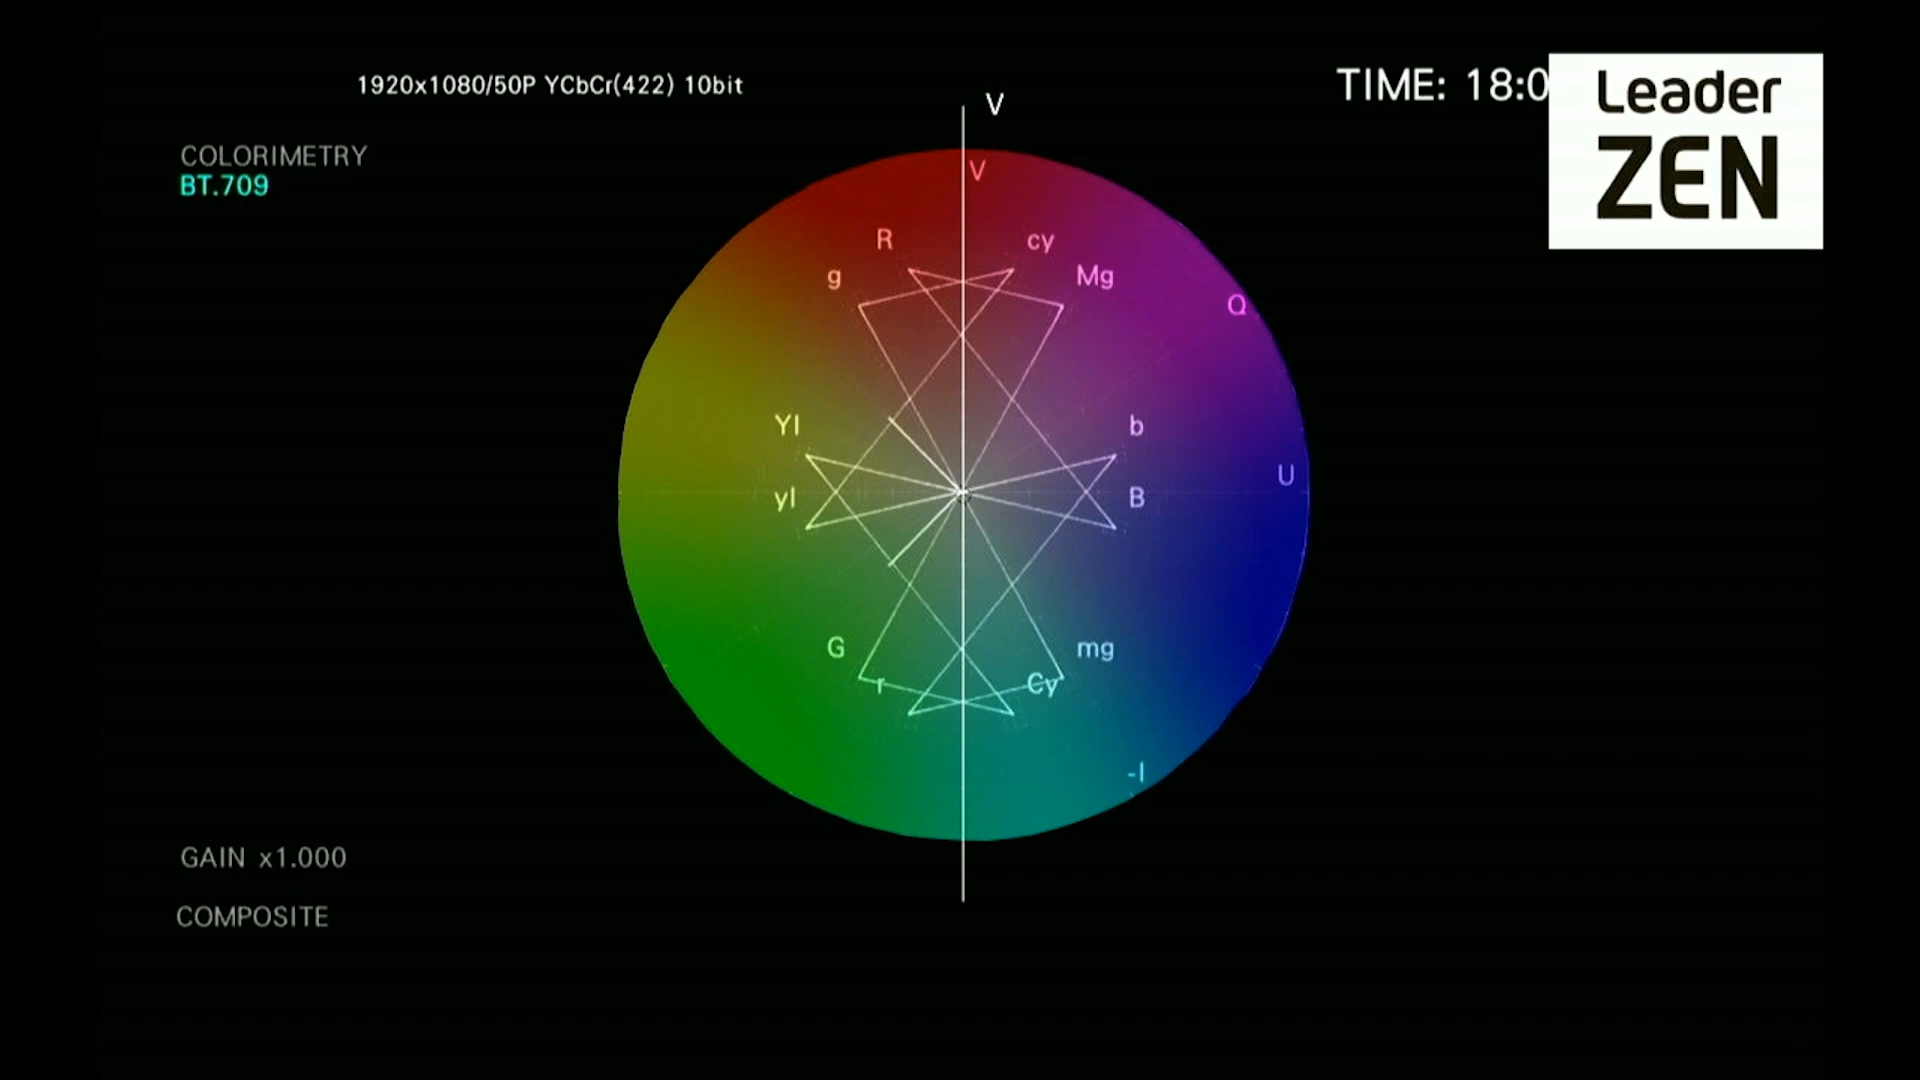 1920x1080/50P YCbCr(422) 10bit
TIME: 18:0
Leader
ZEN
COLORIMETRY
BT.709
V
V
R
cy
g
Mg
Q
Yl
b
U
yl
B
G
mg
r
Cy
-I
GAIN x1.000
COMPOSITE